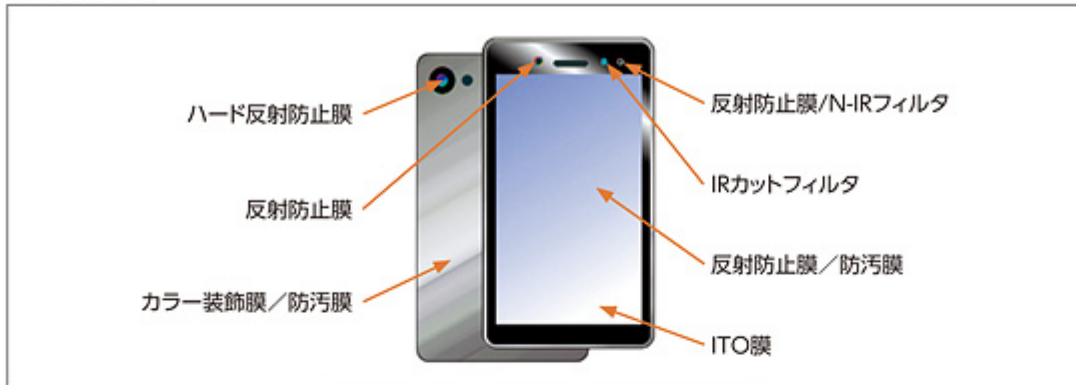 ハード反射防止膜
反射防止膜
カラー装飾膜／防汚膜
反射防止膜/N-IRフィルタ
IRカットフィルタ
反射防止膜／防汚膜
ITO膜